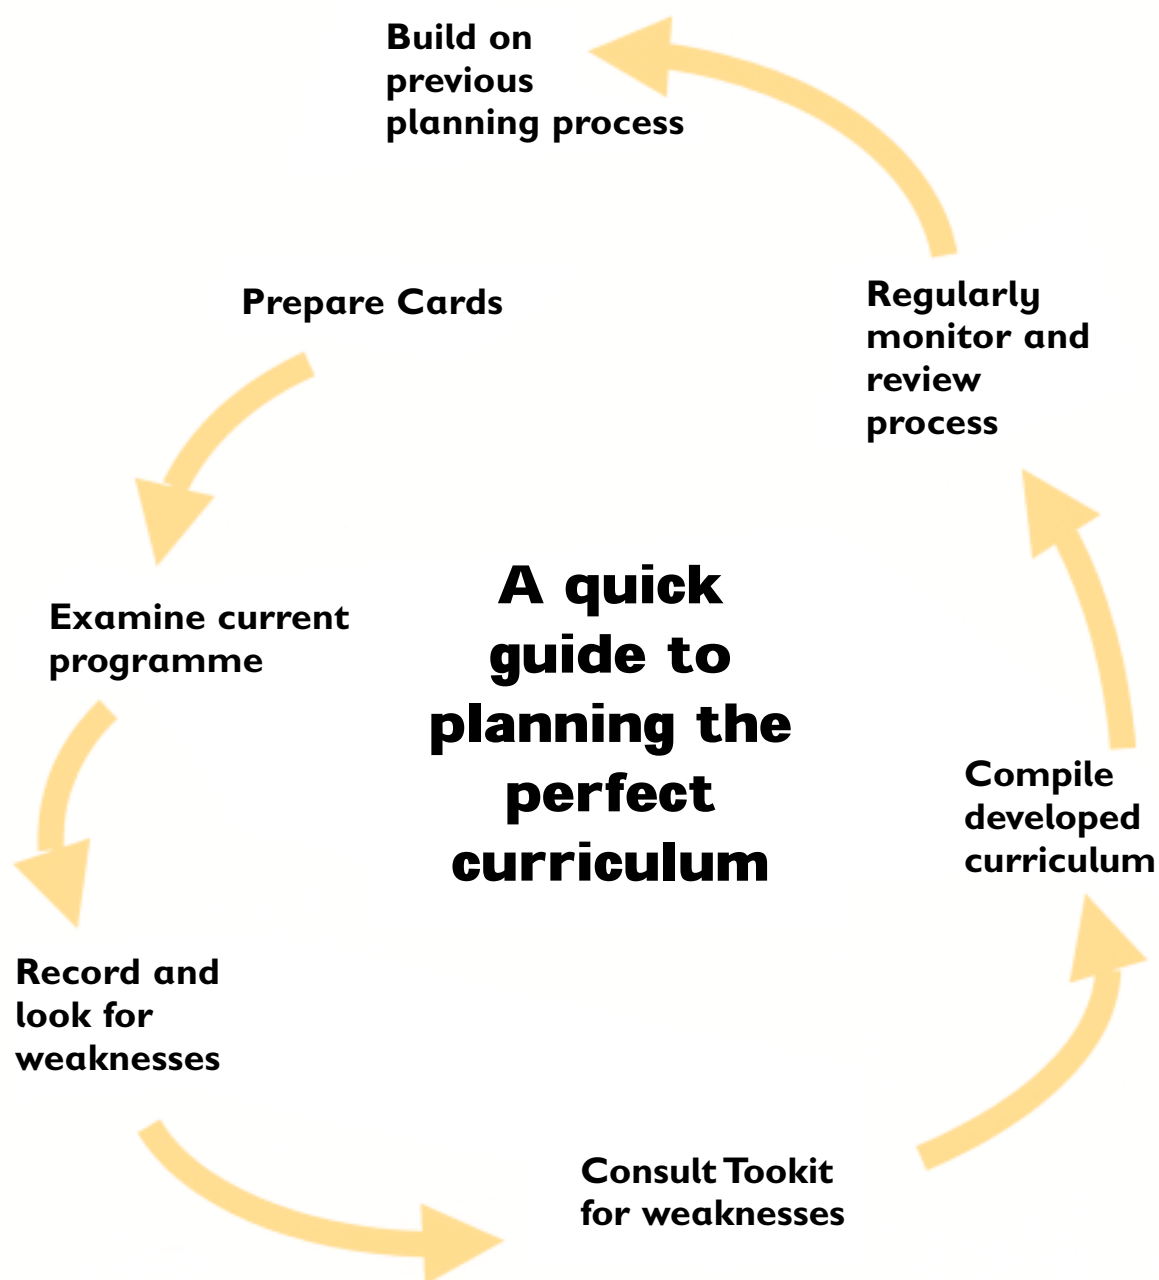 Build on
previous
planning process
Prepare Cards
Regularly
monitor and
review
process
Examine current
programme
A quick
guide to
planning the
perfect
curriculum
Compile
developed
curriculum
Record and
look for
weaknesses
Consult Tookit
for weaknesses